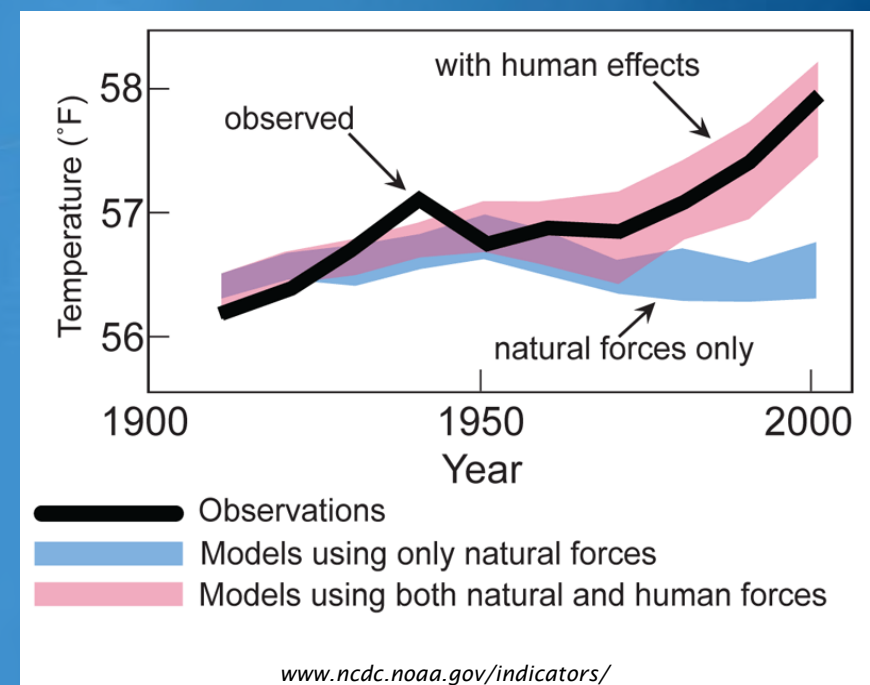 with human effects
58
observed
57
Temperature (˚F)
56
natural forces only
1900 1950 2000
Year
Observations
Models using only natural forces
Models using both natural and human forces
www.ncdc.noaa.gov/indicators/